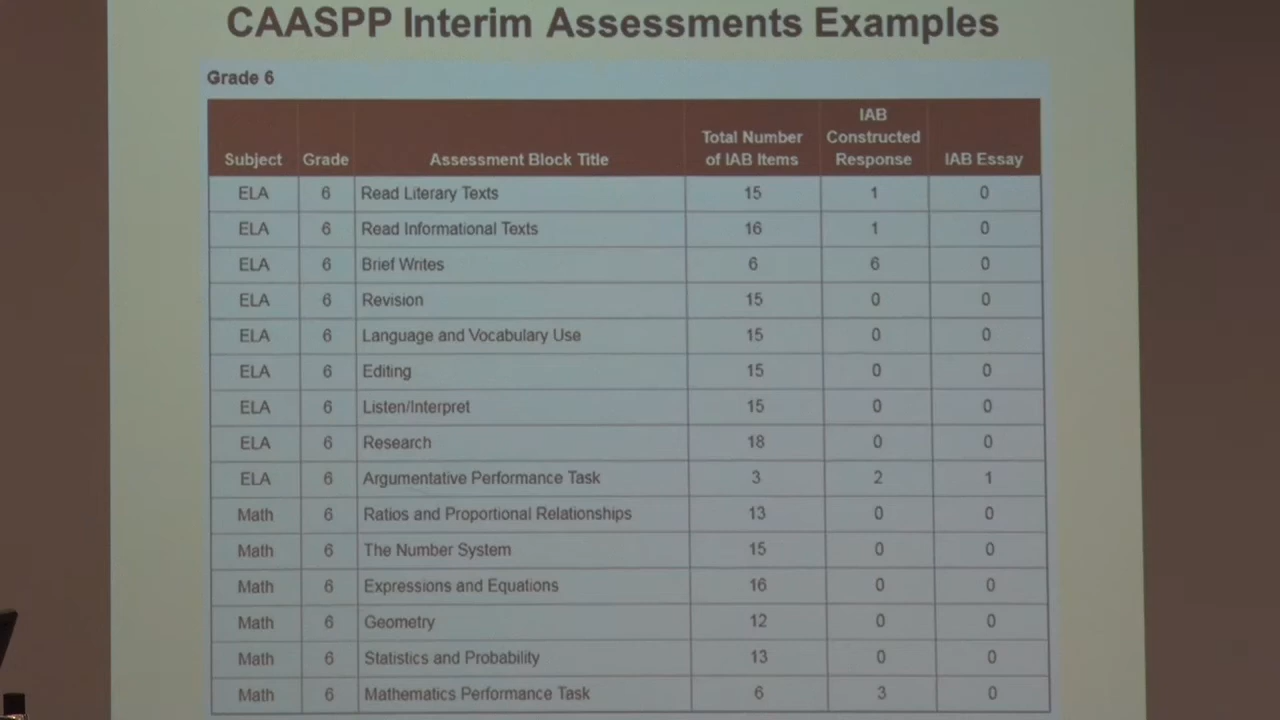 CAASPP Interim Assessments Examples
Grade 6
Subject Grade Assessment Block Title Total Number of IAB Items IAB Constructed Response IAB Essay
ELA 6 Read Literary Texts 15 1 0
ELA 6 Read Informational Texts 16 1 0
ELA 6 Brief Writes 6 6 0
ELA 6 Revision 15 0 0
ELA 6 Language and Vocabulary Use 15 0 0
ELA 6 Editing 15 0 0
ELA 6 Listen/Interpret 15 0 0
ELA 6 Research 18 0 0
ELA 6 Argumentative Performance Task 3 2 1
Math 6 Ratios and Proportional Relationships 13 0 0
Math 6 The Number System 15 0 0
Math 6 Expressions and Equations 16 0 0
Math 6 Geometry 12 0 0
Math 6 Statistics and Probability 13 0 0
Math 6 Mathematics Performance Task 6 3 0